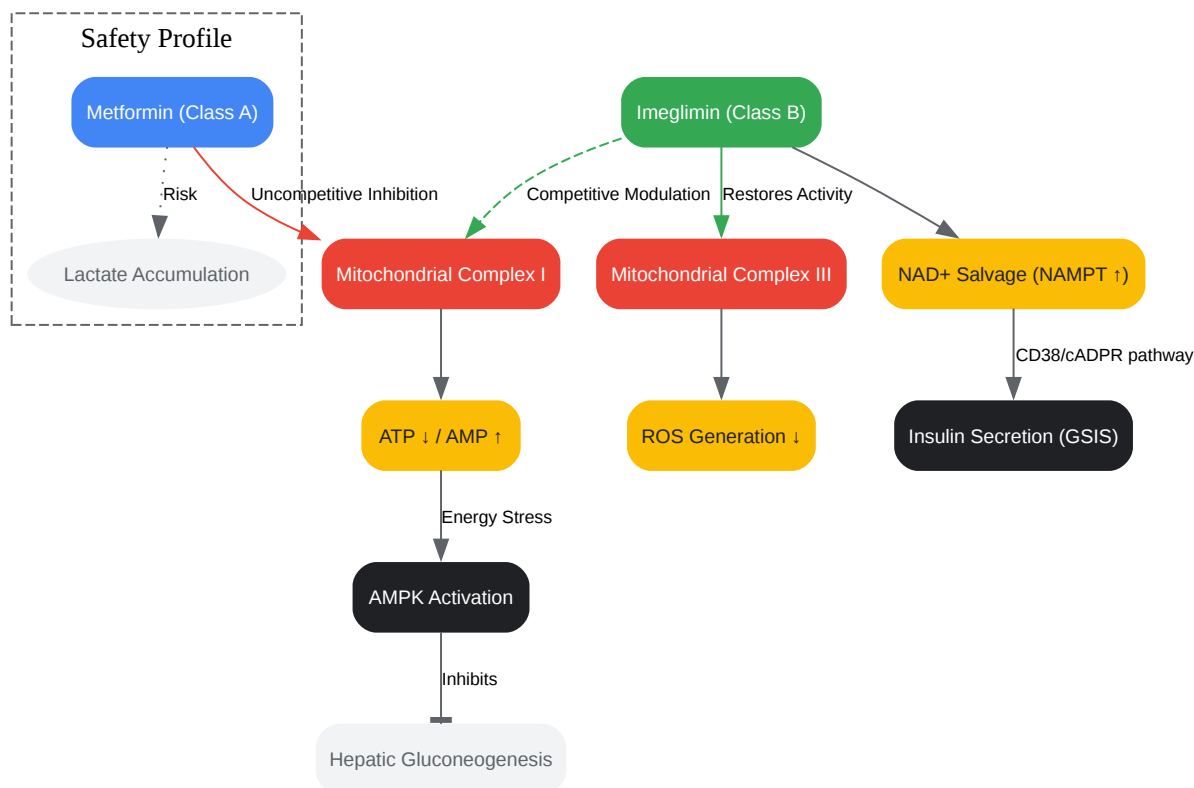 Safety Profile
Metformin (Class A)
Imeglimin (Class B)
Risk
Uncompetitive Inhibition
Competitive Modulation
Restores Activity
Lactate Accumulation
Mitochondrial Complex I
Mitochondrial Complex III
NAD+ Salvage (NAMPT ↑)
CD38/cADPR pathway
ATP ↓ / AMP ↑
ROS Generation ↓
Insulin Secretion (GSIS)
Energy Stress
AMPK Activation
Inhibits
Hepatic Gluconeogenesis